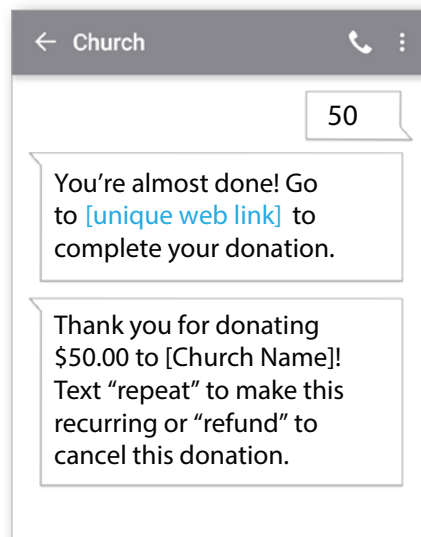 Church
50
You’re almost done! Go
to [unique web link] to
complete your donation.
Thank you for donating
$50.00 to [Church Name]!
Text “repeat” to make this
recurring or “refund” to
cancel this donation.